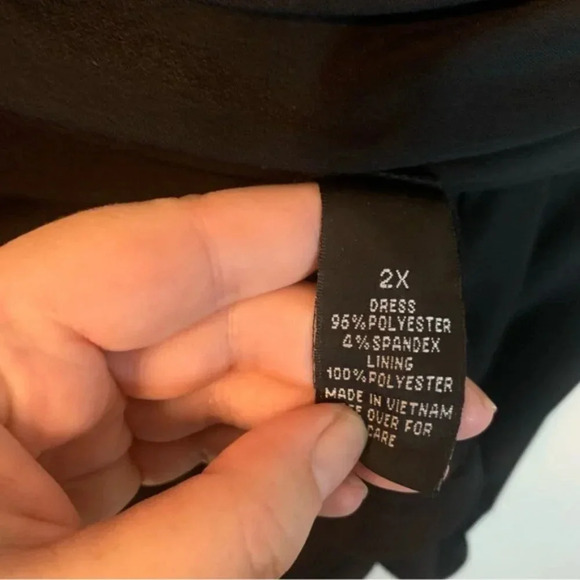 2X
DRESS
96%POLYESTER
4%SPANDEX
LINING
100%POLYESTER
MADE IN VIETNAM
OVER FOR
CARE